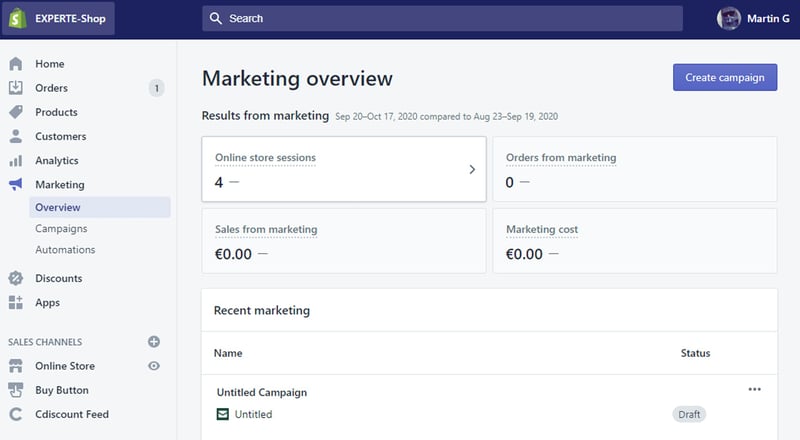 EXPERTE-Shop
Search
Martin G
Home
Orders 1
Products
Customers
Analytics
Marketing
Overview
Campaigns
Automations
Discounts
Apps
SALES CHANNELS
Online Store
Buy Button
Cdiscount Feed
Marketing overview
Create campaign
Results from marketing Sep 20–Oct 17, 2020 compared to Aug 23–Sep 19, 2020
Online store sessions
4 —
Orders from marketing
0 —
Sales from marketing
€0.00 —
Marketing cost
€0.00 —
Recent marketing
Name Status
Untitled Campaign
Untitled Draft